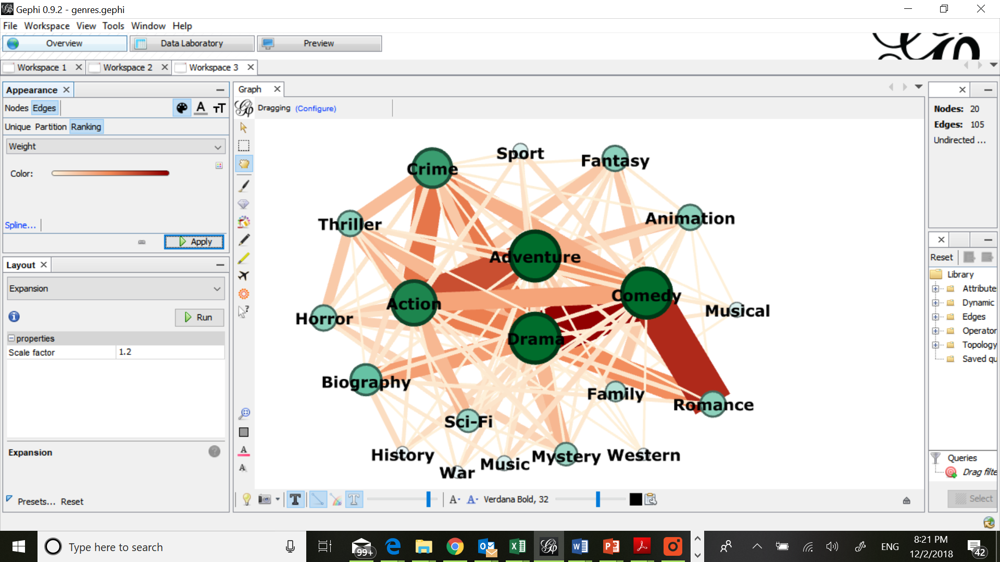 Gephi 0.9.2 - genres.gephi
File Workspace View Tools Window Help
Overview Data Laboratory Preview
Workspace 1 Workspace 2 Workspace 3
Appearance
Nodes Edges
Unique Partition Ranking
Weight
Color:
Spline...
Apply
Layout
Expansion
Run
properties
Scale factor 1.2
Expansion
Presets... Reset
Graph
Dragging (Configure)
Sport
Fantasy
Crime
Animation
Thriller
Adventure
Comedy
Action
Musical
Horror
Drama
Biography
Family
Romance
Sci-Fi
History
Mystery
Western
Music
War
Verdana Bold, 32
Nodes: 20
Edges: 105
Undirected ...
Reset
Library
Attribute
Dynamic
Edges
Operator
Topology
Saved qu
Queries
Drag filte
Select
Type here to search
99+
ENG
8:21 PM
12/2/2018
42